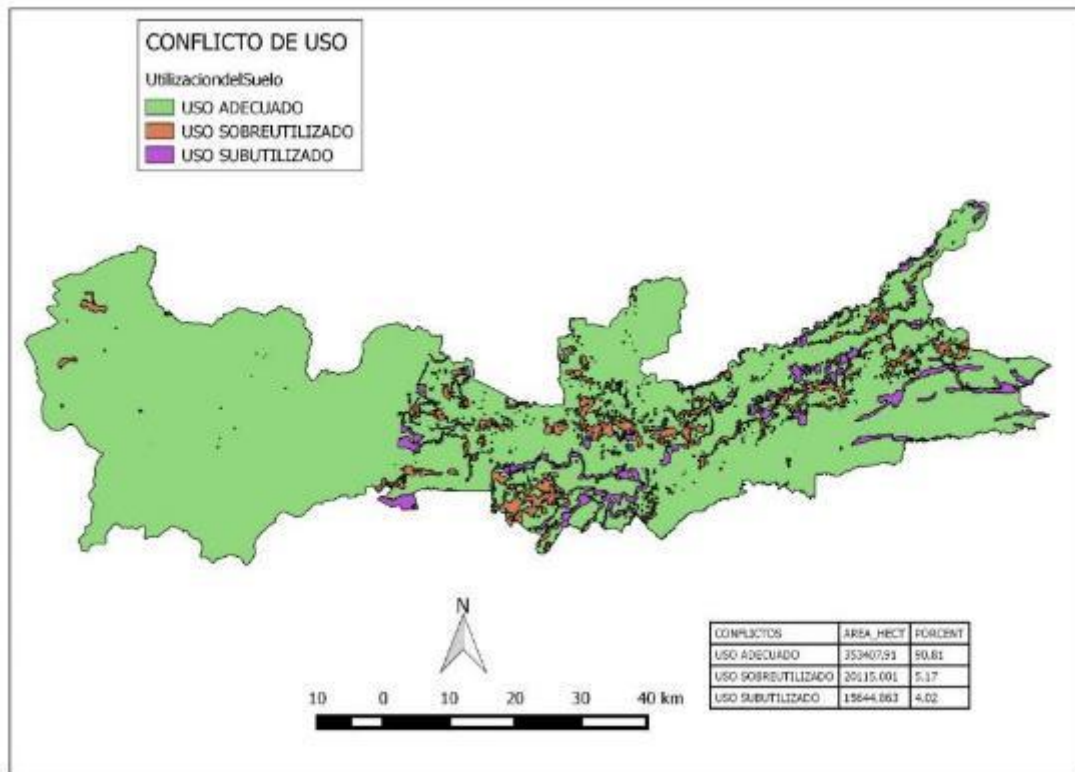 CONFLICTO DE USO
UtilizaciondelSuelo
USO ADECUADO
USO SOBREUTILIZADO
USO SUBUTILIZADO
N
10 0 10 20 30 40 km
CONFLICTOS AREA_HECT PORCENT
USO ADECUADO 353407.91 90.81
USO SOBREUTILIZADO 20115.001 5.17
USO SUBUTILIZADO 15644.863 4.02